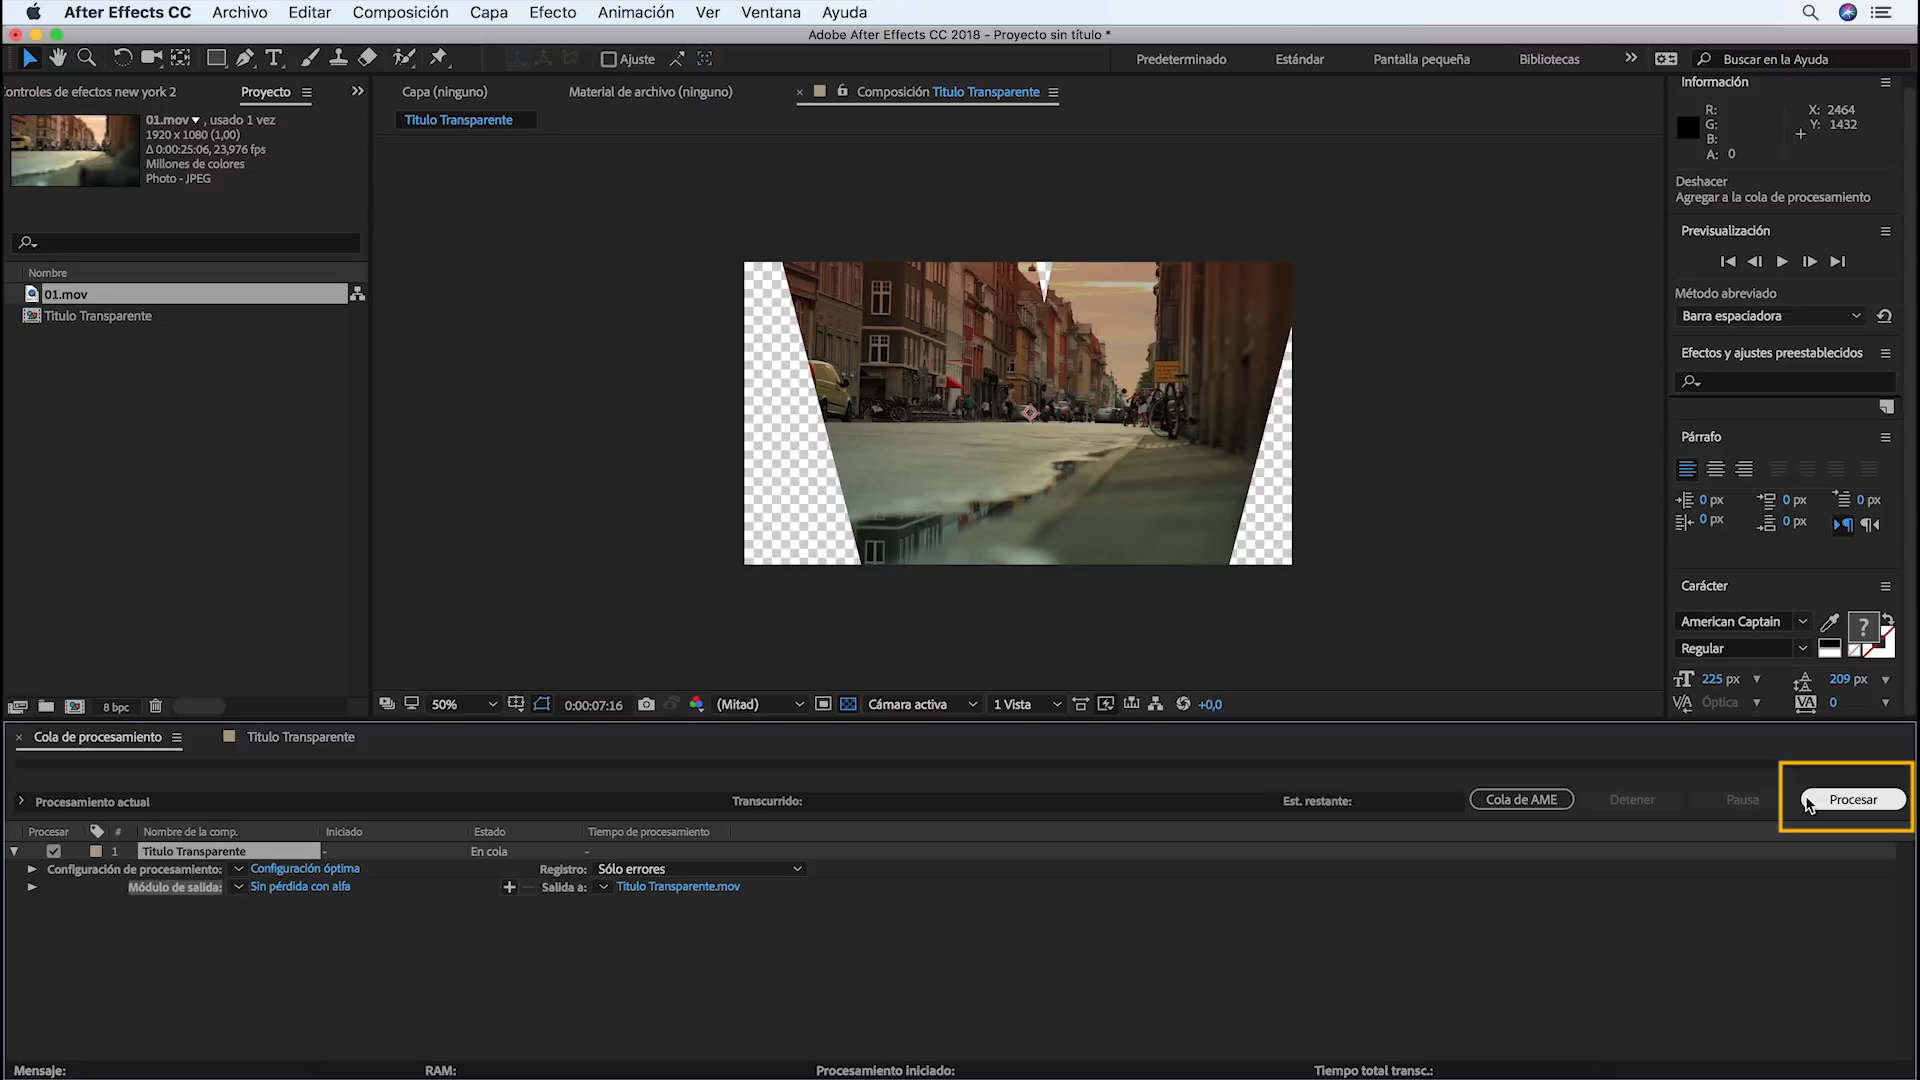 After Effects CC Archivo Editar Composición Capa Efecto Animación Ver Ventana Ayuda
Adobe After Effects CC 2018 - Proyecto sin título *
Ajuste
Predeterminado Estándar Pantalla pequeña Bibliotecas Buscar en la Ayuda
ontroles de efectos new york 2 Proyecto
Capa (ninguno) Material de archivo (ninguno) Composición Titulo Transparente
Titulo Transparente
01.mov , usado 1 vez
1920 x 1080 (1,00)
Δ 0:00:25:06, 23,976 fps
Millones de colores
Photo - JPEG
Nombre
01.mov
Titulo Transparente
8 bpc
50% 0:00:07:16 (Mitad) Cámara activa 1 Vista +0,0
Información
R: X: 2464
G: Y: 1432
B:
A: 0
Deshacer
Agregar a la cola de procesamiento
Previsualización
Método abreviado
Barra espaciadora
Efectos y ajustes preestablecidos
Párrafo
0 px 0 px 0 px
0 px 0 px
Carácter
American Captain
?
Regular
225 px 209 px
Óptica 0
Cola de procesamiento Titulo Transparente
Procesamiento actual Transcurrido: Est. restante: Cola de AME Detener Pausa Procesar
Procesar # Nombre de la comp. Iniciado Estado Tiempo de procesamiento
1 Titulo Transparente - En cola -
Configuración de procesamiento: Configuración óptima Registro: Sólo errores
Módulo de salida: Sin pérdida con alfa Salida a: Titulo Transparente.mov
Mensaje: RAM: Procesamiento iniciado: Tiempo total transc.: